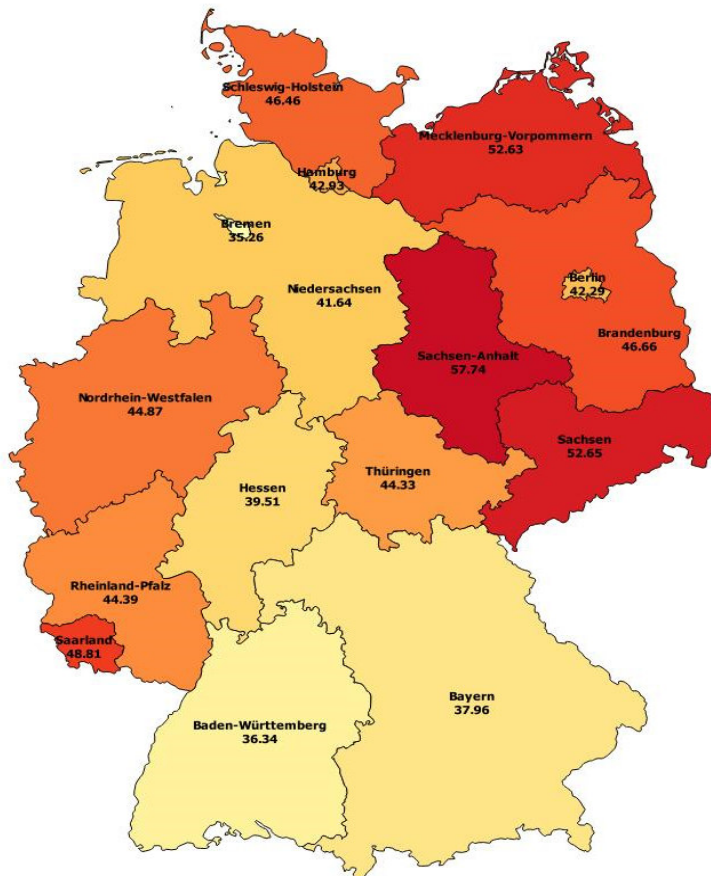 Schleswig-Holstein
46.46
Mecklenburg-Vorpommern
52.63
Hamburg
42.93
Bremen
35.26
Niedersachsen
41.64
Berlin
42.29
Brandenburg
46.66
Sachsen-Anhalt
57.74
Nordrhein-Westfalen
44.87
Sachsen
52.65
Thüringen
44.33
Hessen
39.51
Rheinland-Pfalz
44.39
Saarland
48.81
Bayern
37.96
Baden-Württemberg
36.34